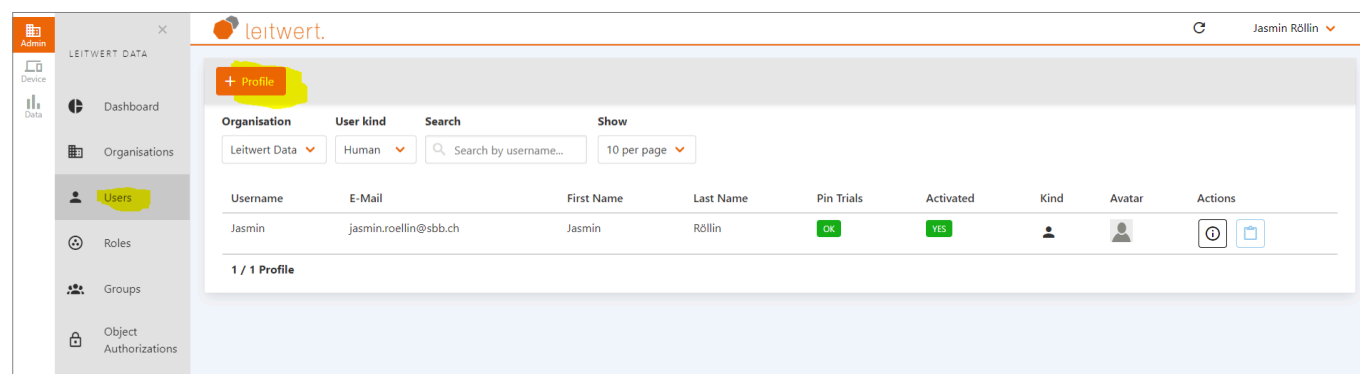 Admin
Device
Data
LEITWERT DATA
Dashboard
Organisations
Users
Roles
Groups
Object
Authorizations
leitwert.
Jasmin Röllin
+ Profile
Organisation User kind Search Show
Leitwert Data Human Search by username... 10 per page
Username E-Mail First Name Last Name Pin Trials Activated Kind Avatar Actions
Jasmin jasmin.roellin@sbb.ch Jasmin Röllin OK YES
1 / 1 Profile